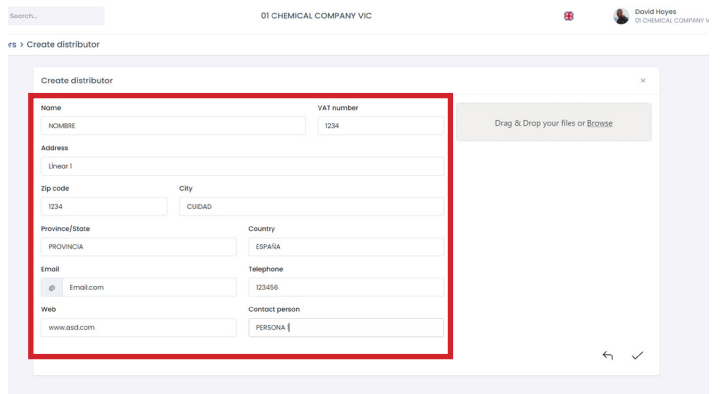 Search...
01 CHEMICAL COMPANY VIC
David Hoyes
01 CHEMICAL COMPANY V
rs > Create distributor
Create distributor
×
Name
VAT number
NOMBRE
1234
Drag & Drop your files or Browse
Address
Línear 1
Zip code
City
1234
CUIDAD
Province/State
Country
PROVINCIA
ESPAÑA
Email
Telephone
@ Email.com
123456
Web
Contact person
www.asd.com
PERSONA 1